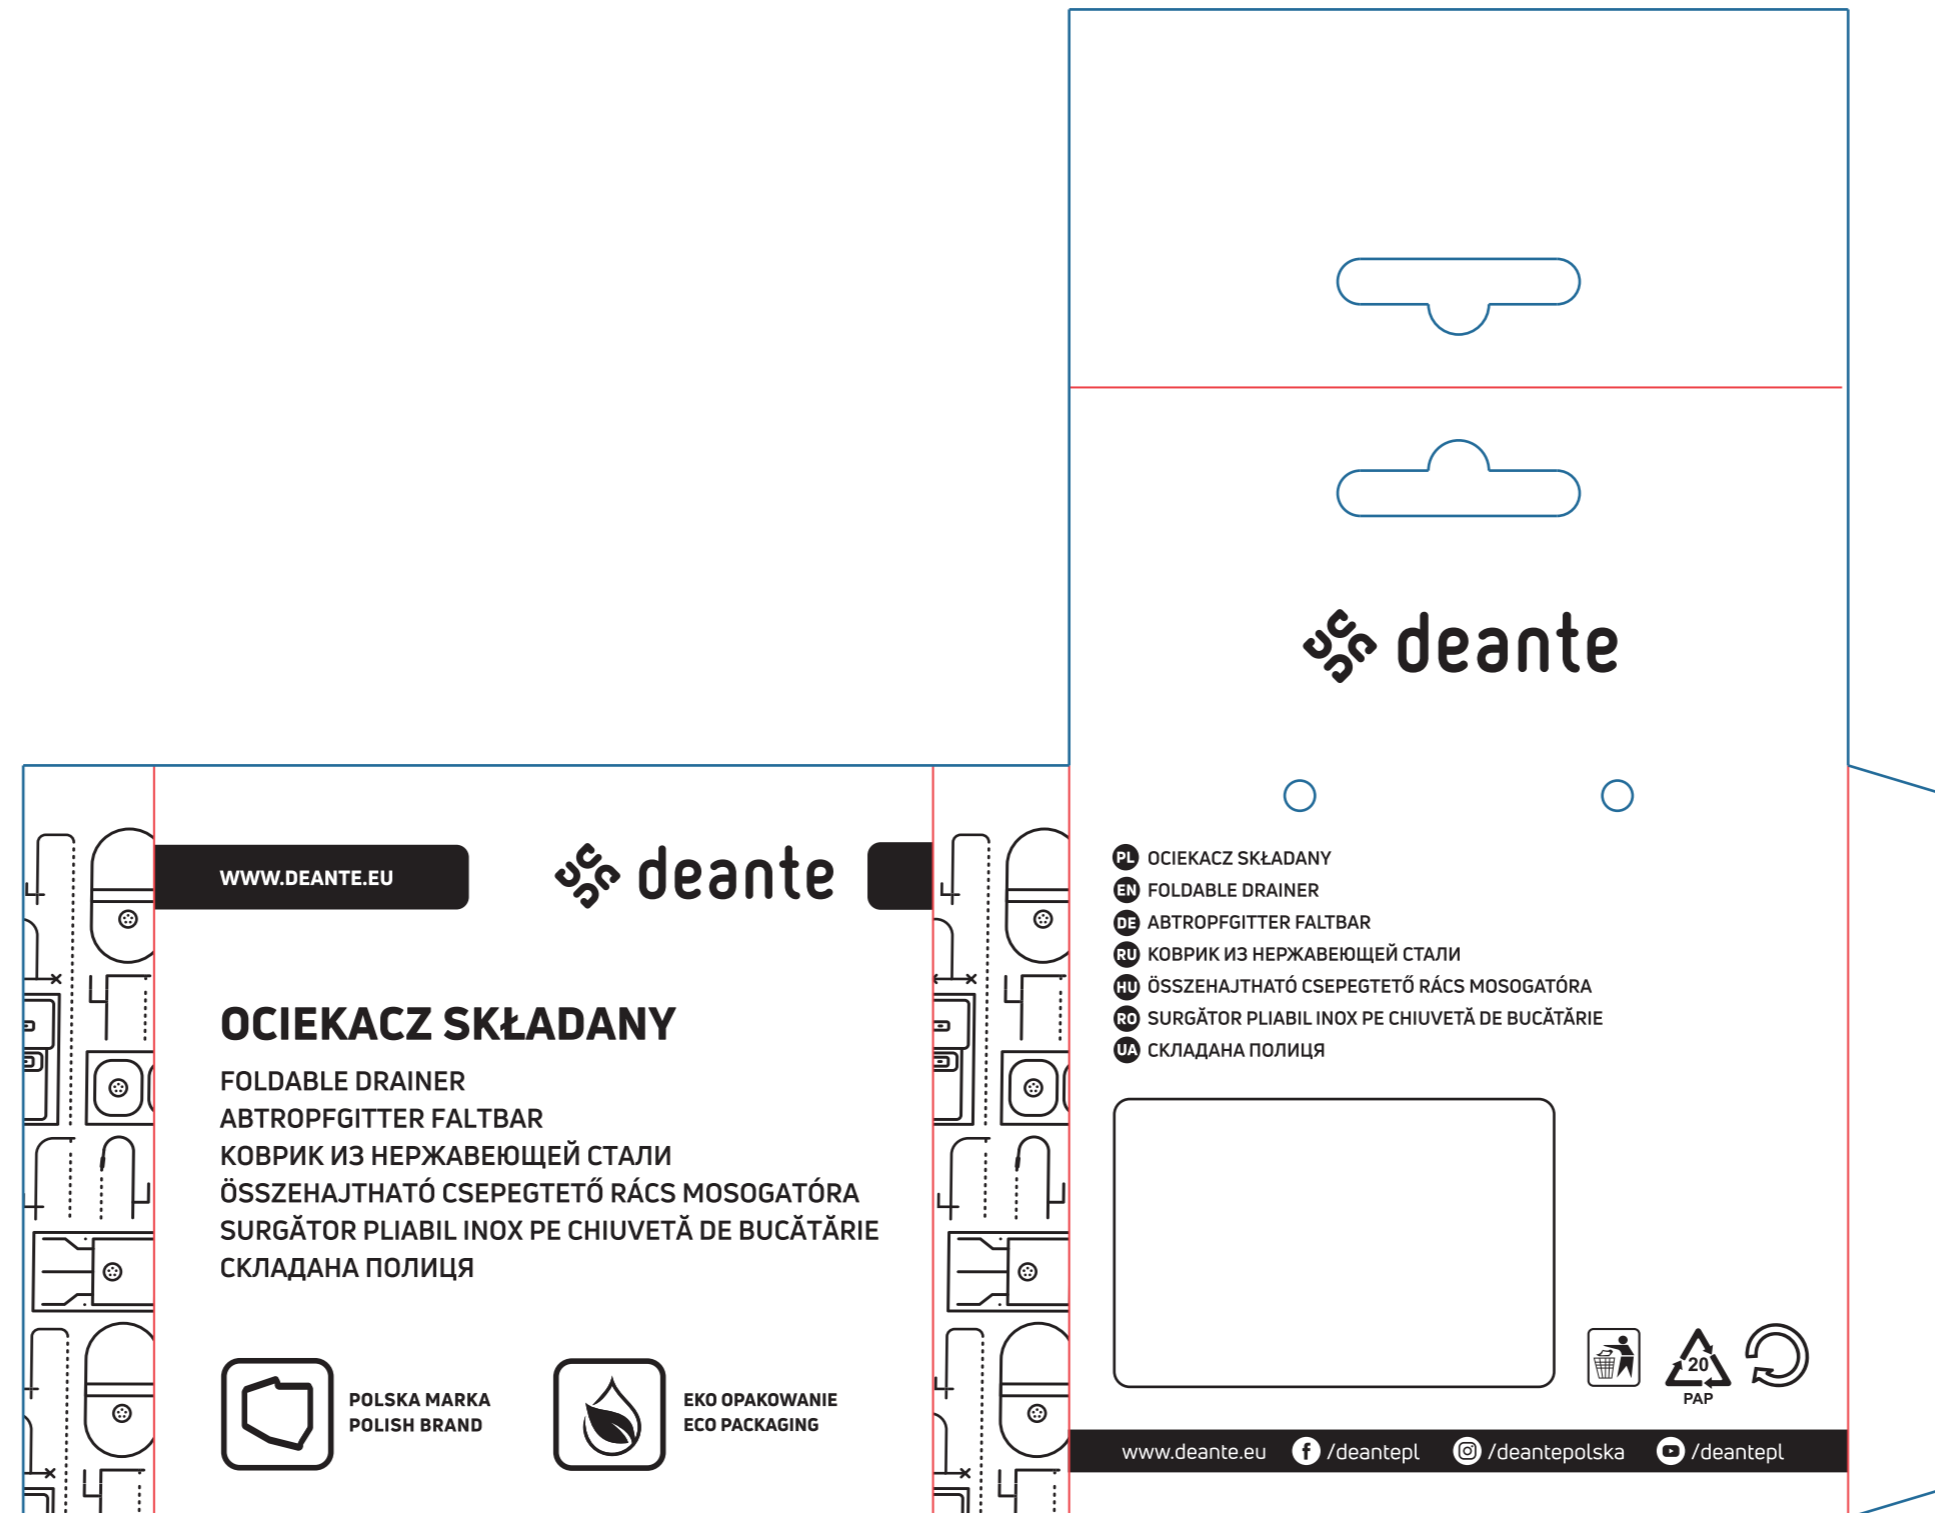 WWW.DEANTE.EU
deante
OCIEKACZ SKŁADANY
FOLDABLE DRAINER
ABTROPFGITTER FALTBAR
КОВРИК ИЗ НЕРЖАВЕЮЩЕЙ СТАЛИ
ÖSSZEHAJTHATÓ CSEPEGTETŐ RÁCS MOSOGATÓRA
SURGĂTOR PLIABIL INOX PE CHIUVETĂ DE BUCĂTĂRIE
СКЛАДАНА ПОЛИЦЯ
POLSKA MARKA
POLISH BRAND
EKO OPAKOWANIE
ECO PACKAGING
deante
PL OCIEKACZ SKŁADANY
EN FOLDABLE DRAINER
DE ABTROPFGITTER FALTBAR
RU КОВРИК ИЗ НЕРЖАВЕЮЩЕЙ СТАЛИ
HU ÖSSZEHAJTHATÓ CSEPEGTETŐ RÁCS MOSOGATÓRA
RO SURGĂTOR PLIABIL INOX PE CHIUVETĂ DE BUCĂTĂRIE
UA СКЛАДАНА ПОЛИЦЯ
20
PAP
www.deante.eu /deantepl /deantepolska /deantepl